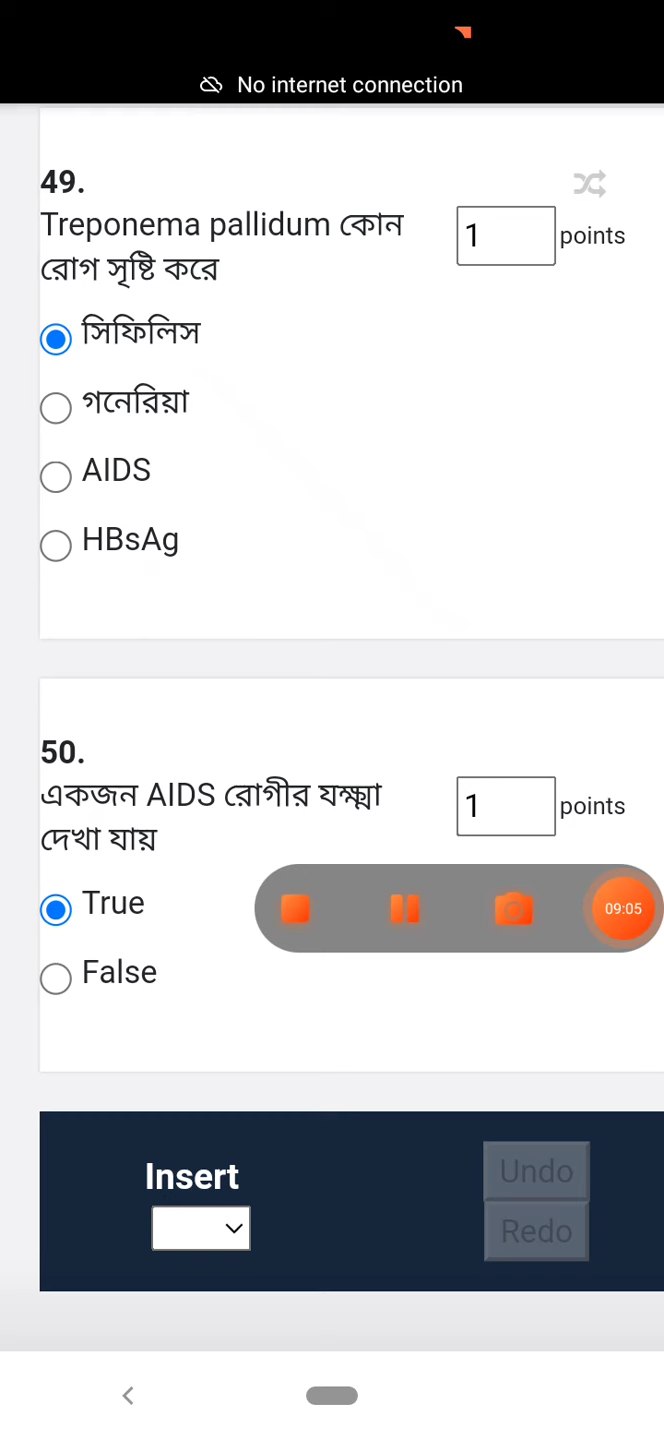 No internet connection
49.
Treponema pallidum কোন
রোগ সৃষ্টি করে
1 points
সিফিলিস
গনেরিয়া
AIDS
HBsAg
50.
একজন AIDS রোগীর যক্ষ্মা
দেখা যায়
1 points
True
09:05
False
Insert
Undo
Redo